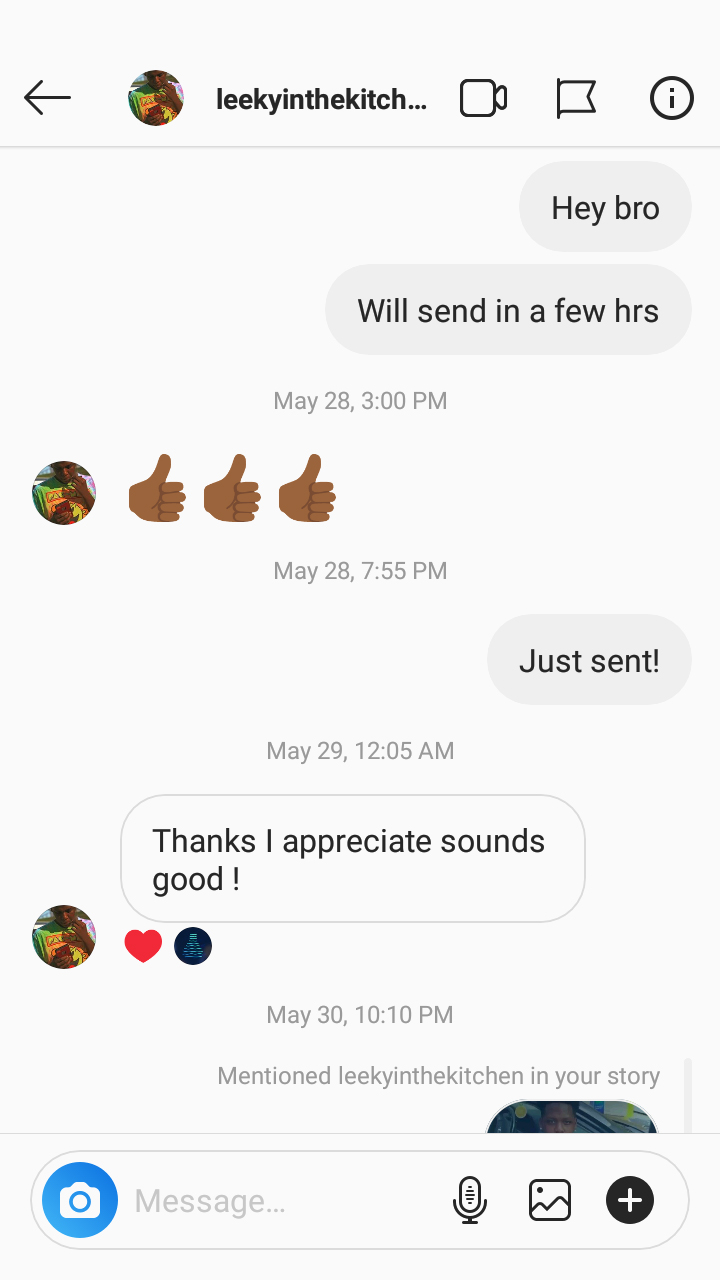 leekyinthekitch...
Hey bro
Will send in a few hrs
May 28, 3:00 PM
👍🏾👍🏾👍🏾
May 28, 7:55 PM
Just sent!
May 29, 12:05 AM
Thanks I appreciate sounds
good !
May 30, 10:10 PM
Mentioned leekyinthekitchen in your story
Message...